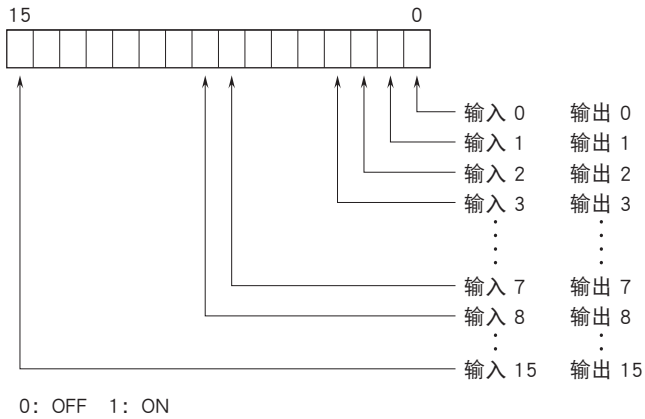 15 0
输入 0 输出 0
输入 1 输出 1
输入 2 输出 2
输入 3 输出 3
输入 7 输出 7
输入 8 输出 8
输入 15 输出 15
0: OFF 1: ON